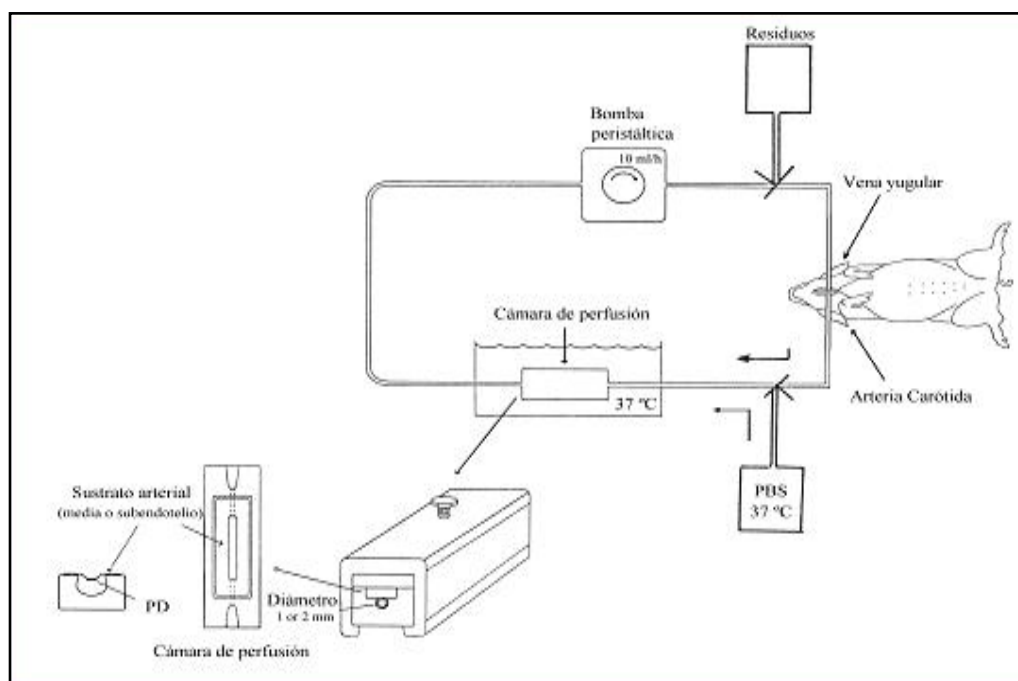 Residuos
Bomba
peristáltica
10 ml/h
Vena yugular
Cámara de perfusión
37 ºC
Arteria Carótida
PBS
37 ºC
Sustrato arterial
(media o subendotelio)
PD
Diámetro
1 or 2 mm
Cámara de perfusión